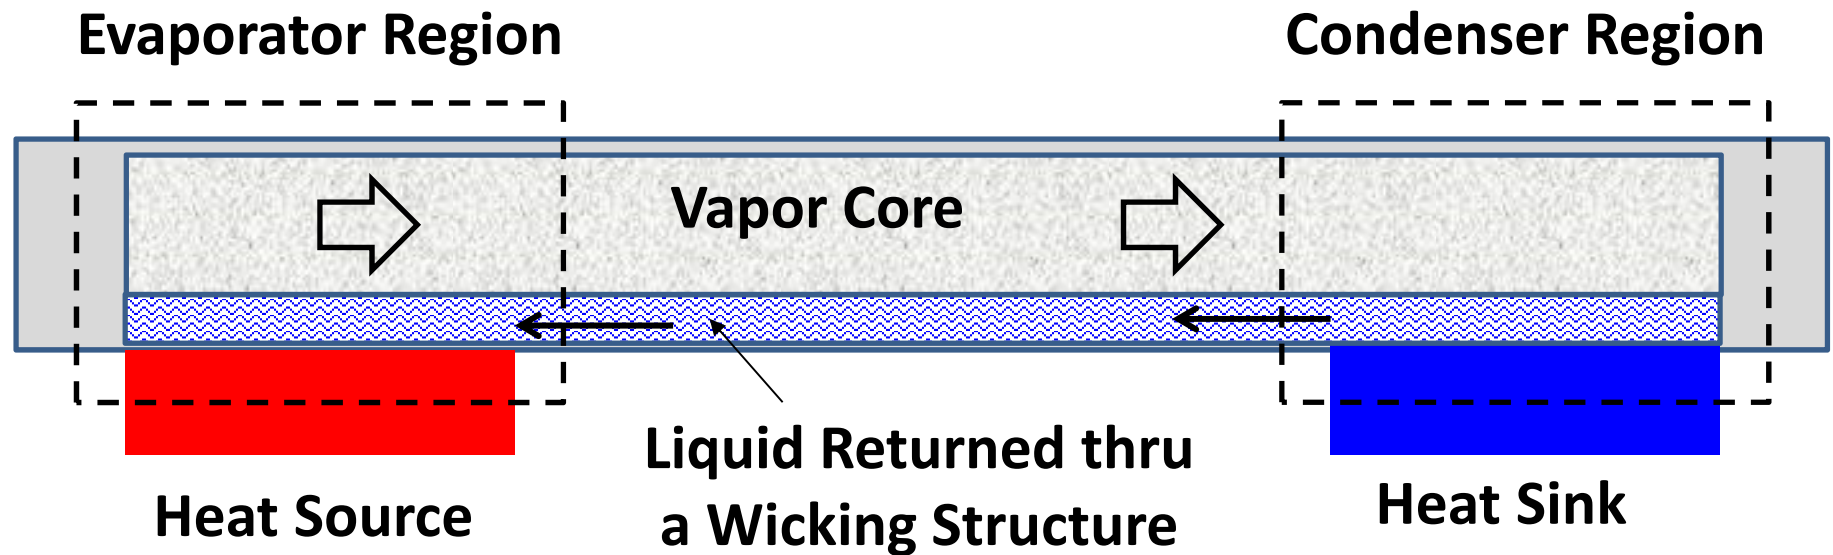 Evaporator Region
Condenser Region
Vapor Core
Liquid Returned thru
a Wicking Structure
Heat Source
Heat Sink